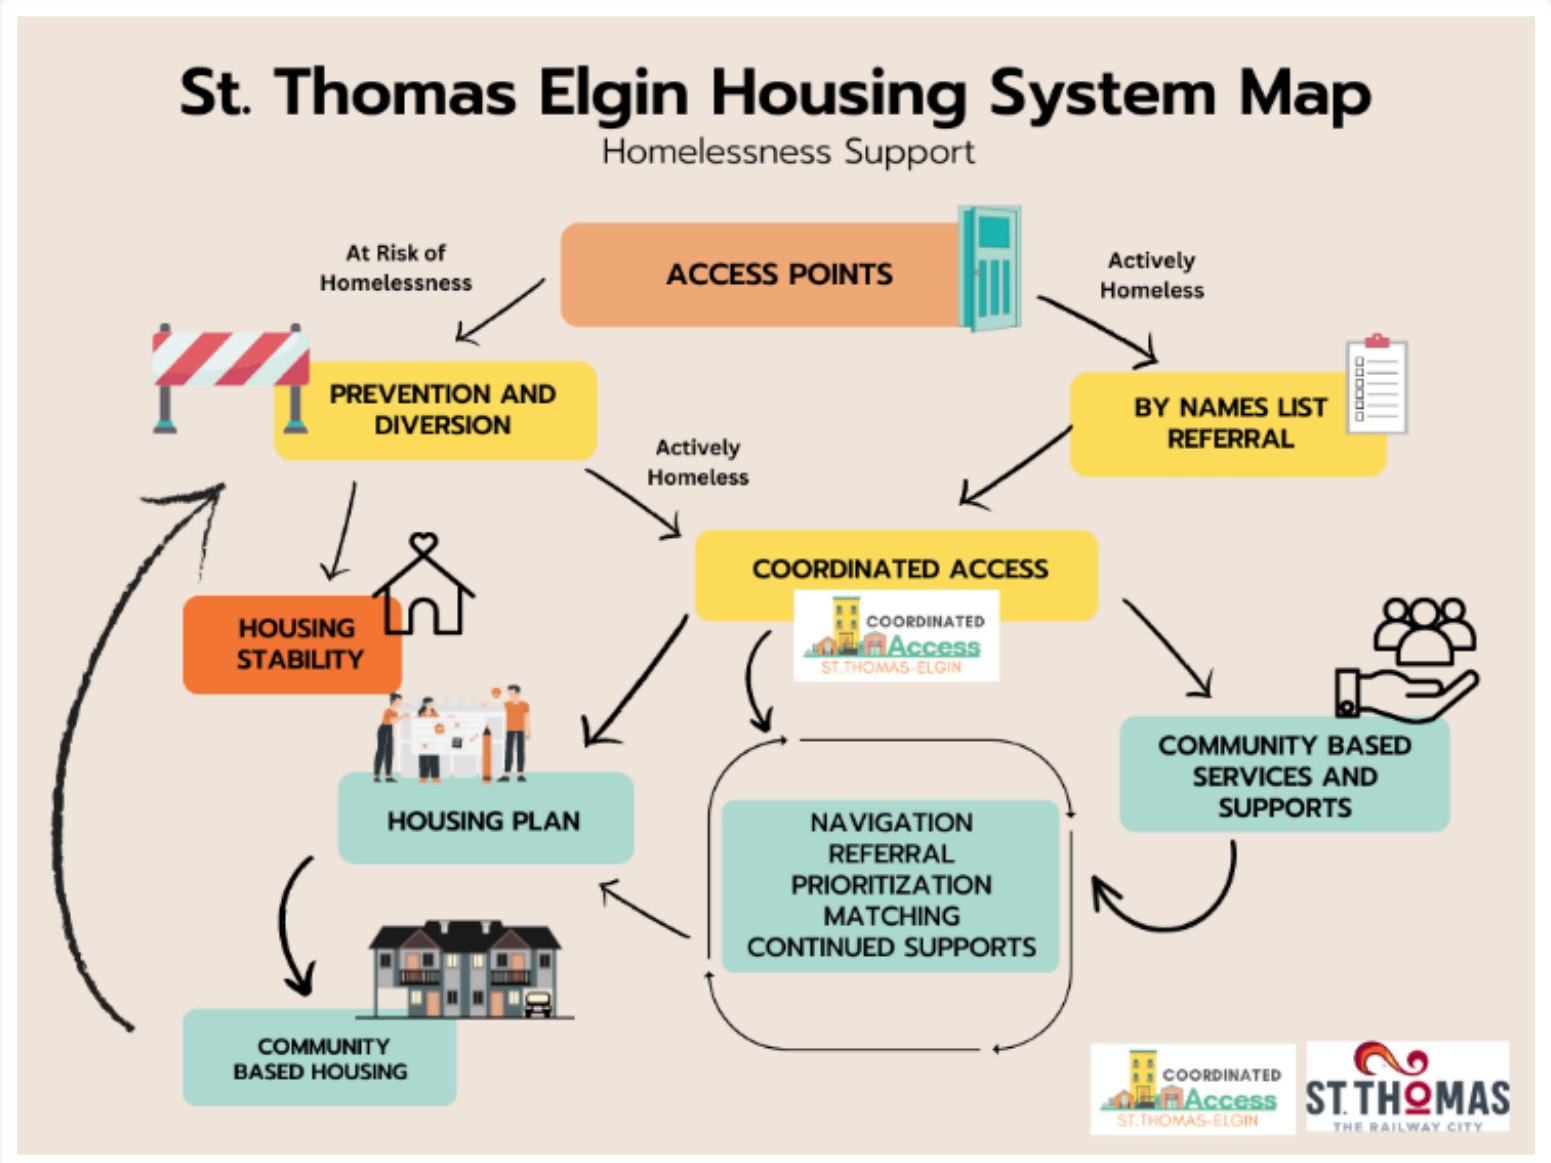 St. Thomas Elgin Housing System Map
Homelessness Support
At Risk of
Homelessness
ACCESS POINTS
Actively
Homeless
PREVENTION AND
DIVERSION
BY NAMES LIST
REFERRAL
Actively
Homeless
COORDINATED ACCESS
COORDINATED
Access
ST.THOMAS-ELGIN
HOUSING
STABILITY
HOUSING PLAN
NAVIGATION
REFERRAL
PRIORITIZATION
MATCHING
CONTINUED SUPPORTS
COMMUNITY BASED
SERVICES AND
SUPPORTS
COMMUNITY
BASED HOUSING
COORDINATED
Access
ST.THOMAS-ELGIN
ST.THOMAS
THE RAILWAY CITY